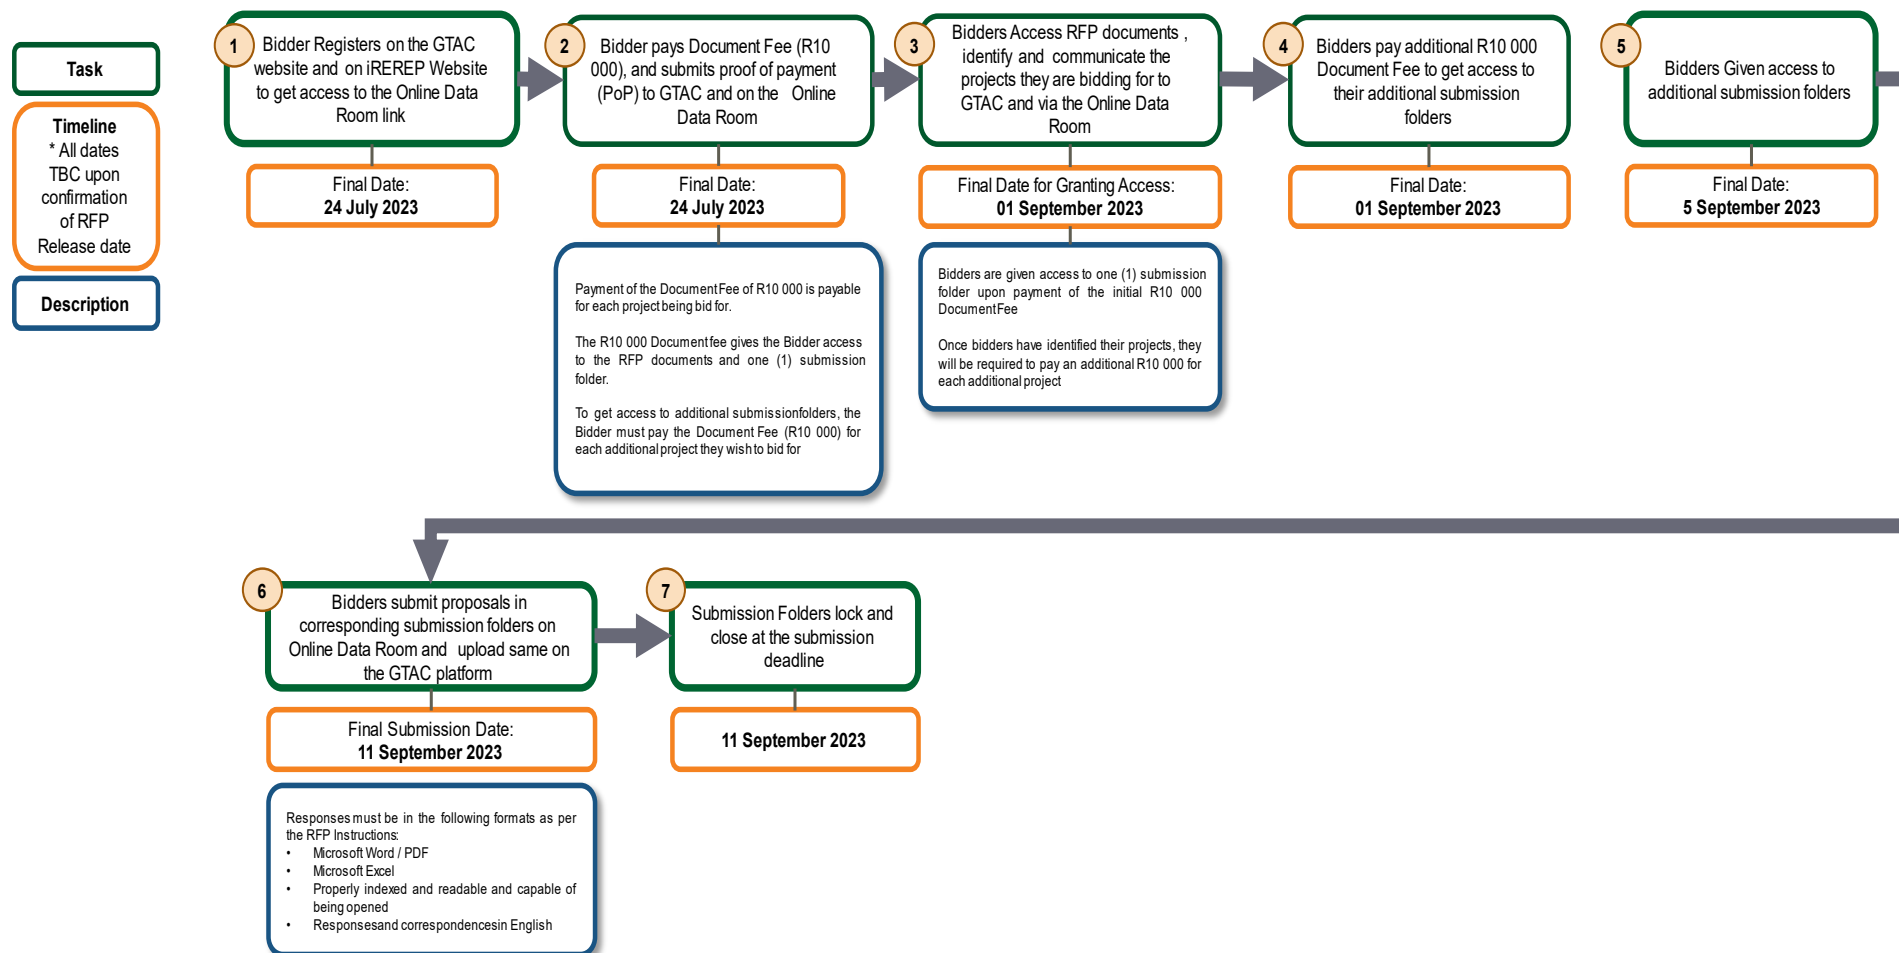 Task
Timeline
* All dates
TBC upon
confirmation
of RFP
Release date
Description
1
Bidder Registers on the GTAC
website and on iREREP Website
to get access to the Online Data
Room link
Final Date:
24 July 2023
2
Bidder pays Document Fee (R10
000), and submits proof of payment
(PoP) to GTAC and on the Online
Data Room
Final Date:
24 July 2023
Payment of the Document Fee of R10 000 is payable
for each project being bid for.
The R10 000 Document fee gives the Bidder access
to the RFP documents and one (1) submission
folder.
To get access to additional submission folders, the
Bidder must pay the Document Fee (R10 000) for
each additional project they wish to bid for
3
Bidders Access RFP documents ,
identify and communicate the
projects they are bidding for to
GTAC and via the Online Data
Room
Final Date for Granting Access:
01 September 2023
Bidders are given access to one (1) submission
folder upon payment of the initial R10 000
Document Fee
Once bidders have identified their projects, they
will be required to pay an additional R10 000 for
each additional project
4
Bidders pay additional R10 000
Document Fee to get access to
their additional submission
folders
Final Date:
01 September 2023
5
Bidders Given access to
additional submission folders
Final Date:
5 September 2023
6
Bidders submit proposals in
corresponding submission folders on
Online Data Room and upload same on
the GTAC platform
Final Submission Date:
11 September 2023
Responses must be in the following formats as per
the RFP Instructions:
• Microsoft Word / PDF
• Microsoft Excel
• Properly indexed and readable and capable of
being opened
• Responses and correspondences in English
7
Submission Folders lock and
close at the submission
deadline
11 September 2023